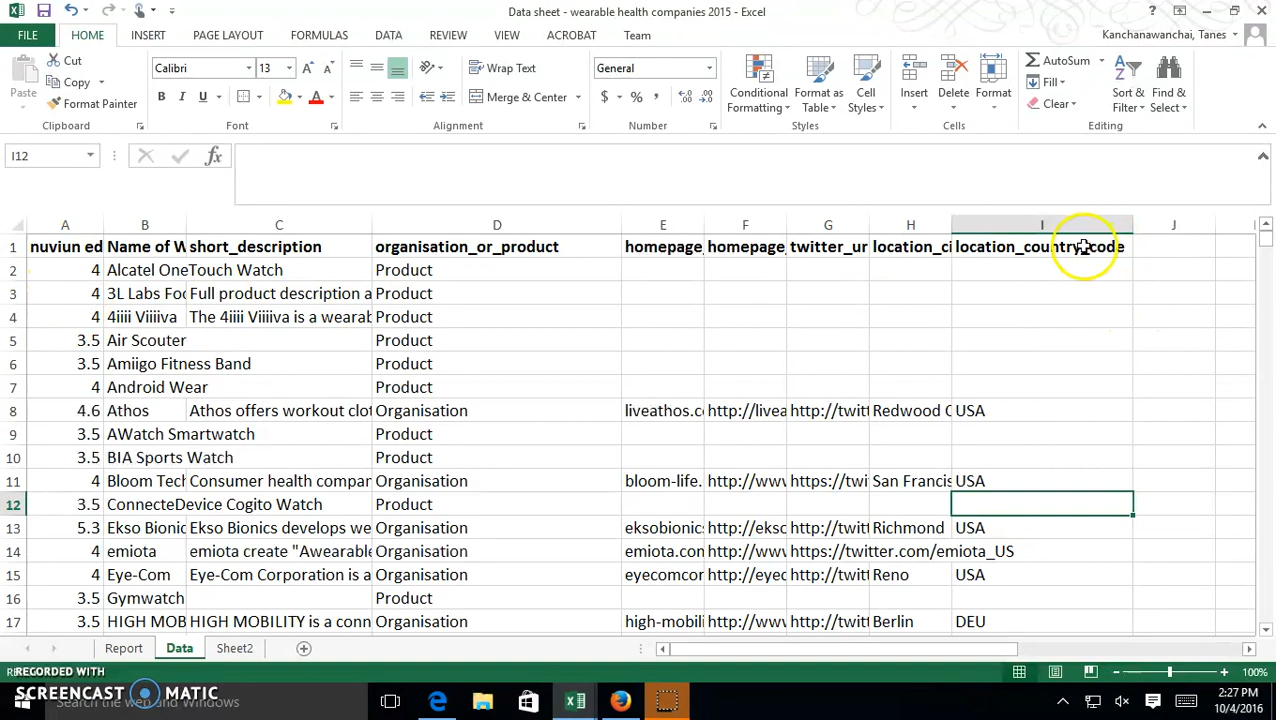 Data sheet - wearable health companies 2015 - Excel
FILE HOME INSERT PAGE LAYOUT FORMULAS DATA REVIEW VIEW ACROBAT Team Kanchanawanchai, Tanes
Cut
Copy
Format Painter
Paste
Calibri 13
B I U A
Wrap Text
Merge & Center
General
$ % ,
Conditional Formatting
Format as Table
Cell Styles
Insert Delete Format
AutoSum
Fill
Clear
Sort & Filter
Find & Select
Clipboard Font Alignment Number Styles Cells Editing
I12 fx
A B C D E F G H I J
1 nuviun ed Name of W short_description organisation_or_product homepage_ homepage_ twitter_ur location_ci location_country_code
2 4 Alcatel OneTouch Watch Product
3 4 3L Labs Foo Full product description a Product
4 4 4iiii Viiiiva The 4iiii Viiiiva is a wearab Product
5 3.5 Air Scouter Product
6 3.5 Amiigo Fitness Band Product
7 4 Android Wear Product
8 4.6 Athos Athos offers workout clot Organisation liveathos.c http://livea http://twitt Redwood C USA
9 3.5 AWatch Smartwatch Product
10 3.5 BIA Sports Watch Product
11 4 Bloom Tech Consumer health compan Organisation bloom-life. http://www https://twi San Francis USA
12 3.5 ConnecteDevice Cogito Watch Product
13 5.3 Ekso Bionic Ekso Bionics develops we Organisation eksobionics http://ekso http://twitt Richmond USA
14 4 emiota emiota create "Awearable Organisation emiota.com http://www https://twitter.com/emiota_US
15 4 Eye-Com Eye-Com Corporation is a Organisation eyecomcor http://eyec http://twitt Reno USA
16 3.5 Gymwatch Product
17 3.5 HIGH MOB HIGH MOBILITY is a conn Organisation high-mobili http://www http://twitt Berlin DEU
Report Data Sheet2
RECORDED WITH
100%
SCREENCAST MATIC
Search the web and Windows
2:27 PM
10/4/2016